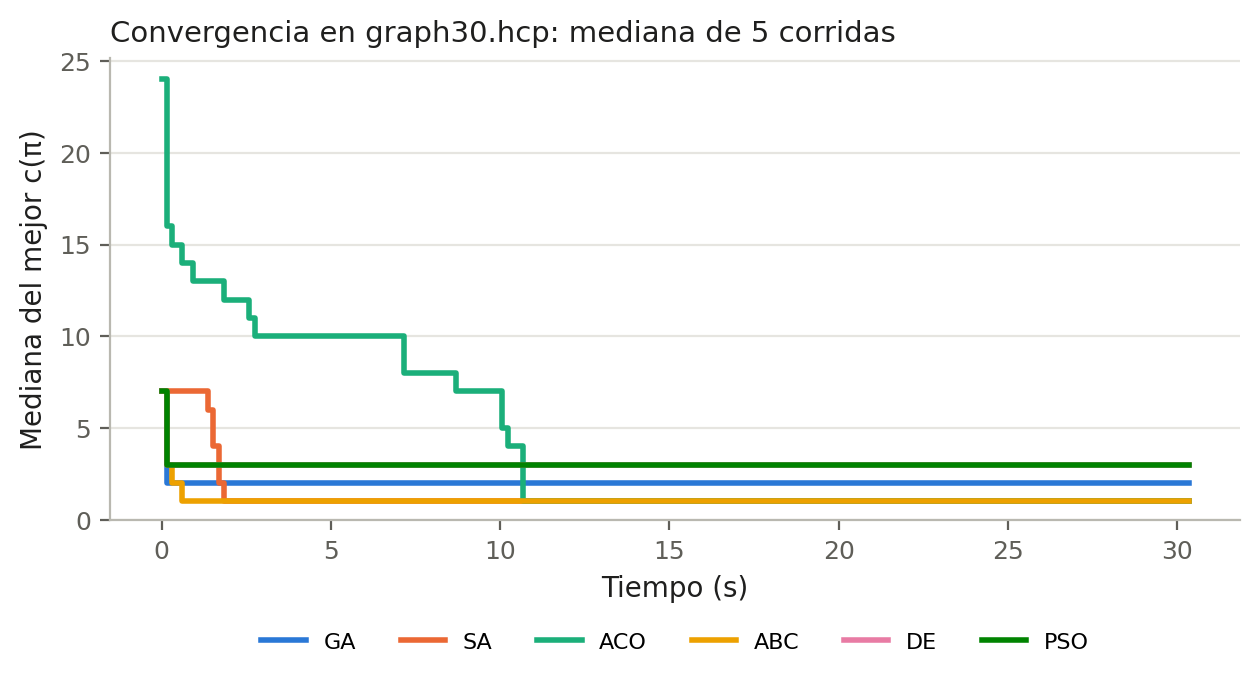 Convergencia en graph30.hcp: mediana de 5 corridas
Mediana del mejor c(π)
25
20
15
10
5
0
0 5 10 15 20 25 30
Tiempo (s)
GA SA ACO ABC DE PSO